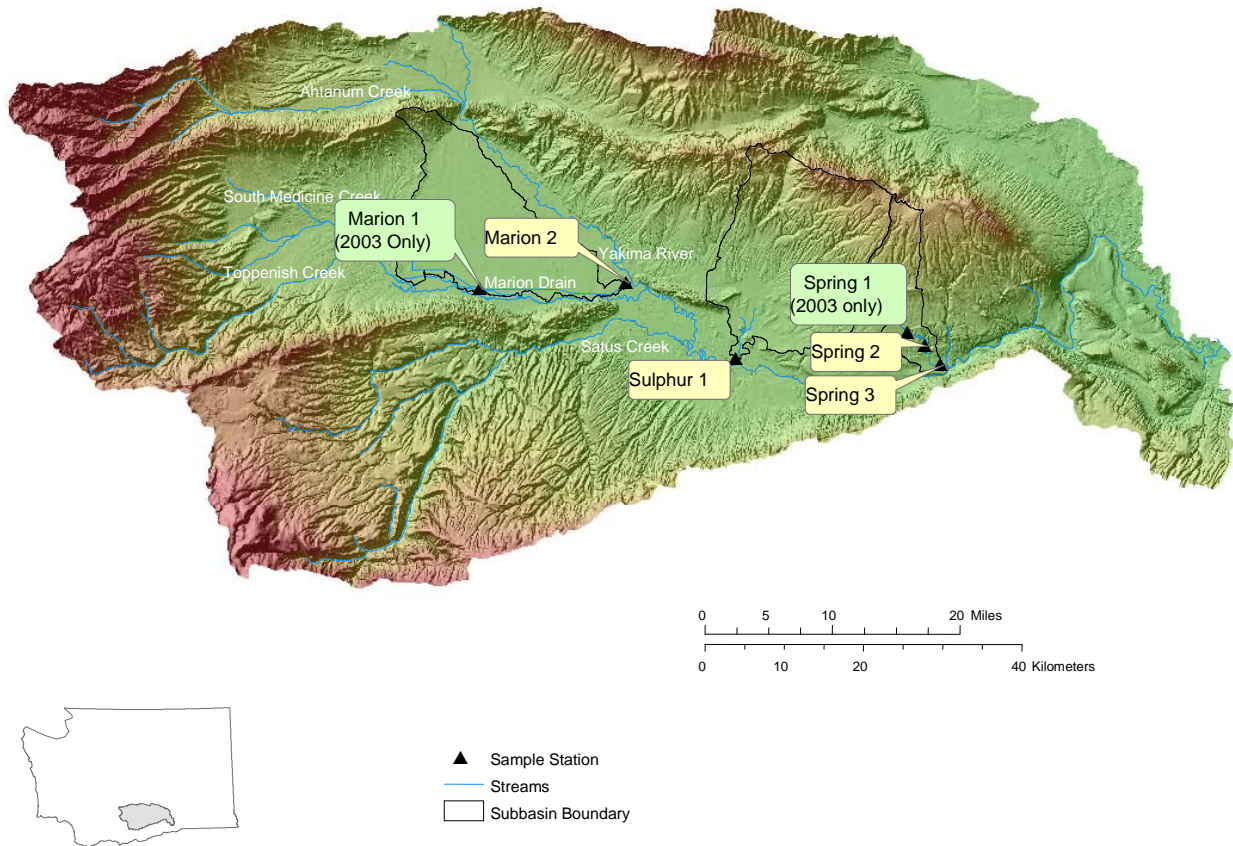 Ahtanum Creek
South Medicine Creek
Marion 1
(2003 Only)
Marion 2
Yakima River
Toppenish Creek
Marion Drain
Spring 1
(2003 only)
Satus Creek
Spring 2
Sulphur 1
Spring 3
0 5 10 20 Miles
0 10 20 40 Kilometers
Sample Station
Streams
Subbasin Boundary